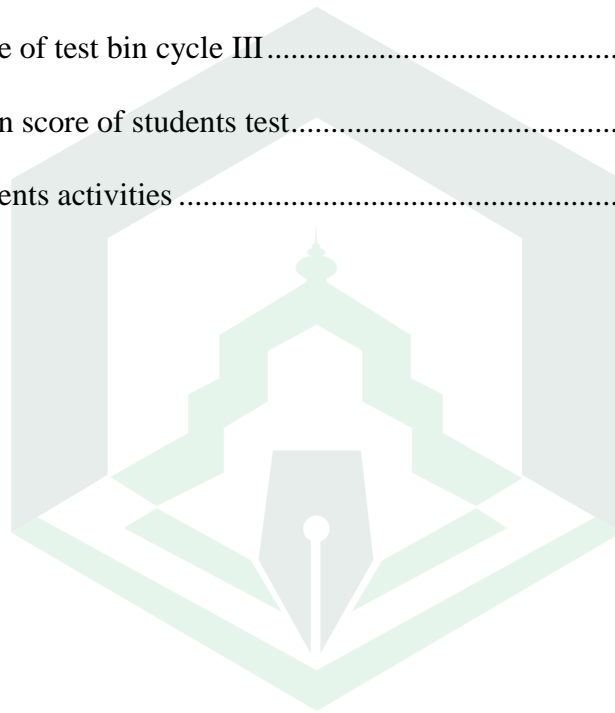 e of test bin cycle III...............................................
n score of students test............................................
ents activities ..........................................................